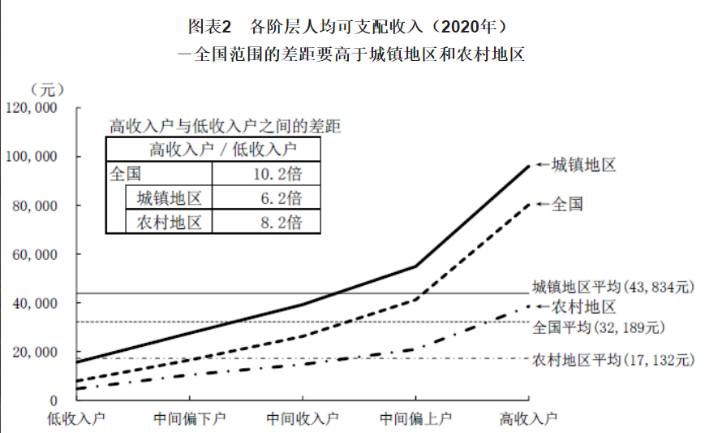 图表2 各阶层人均可支配收入（2020年）
－全国范围的差距要高于城镇地区和农村地区
（元）
120,000
100,000
80,000
60,000
40,000
20,000
0
高收入户与低收入户之间的差距
高收入户／低收入户
全国 10.2倍
城镇地区 6.2倍
农村地区 8.2倍
城镇地区
全国
城镇地区平均(43,834元)
农村地区
全国平均(32,189元)
农村地区平均(17,132元)
低收入户 中间偏下户 中间收入户 中间偏上户 高收入户